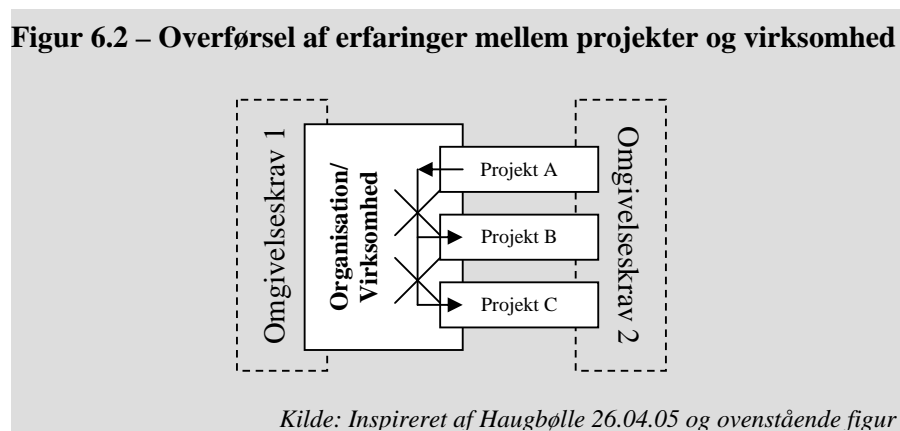 Figur 6.2 – Overførsel af erfaringer mellem projekter og virksomhed
Omgivelseskrav 1
Organisation/
Virksomhed
Projekt A
Projekt B
Projekt C
Omgivelseskrav 2
Kilde: Inspireret af Haugbølle 26.04.05 og ovenstående figur